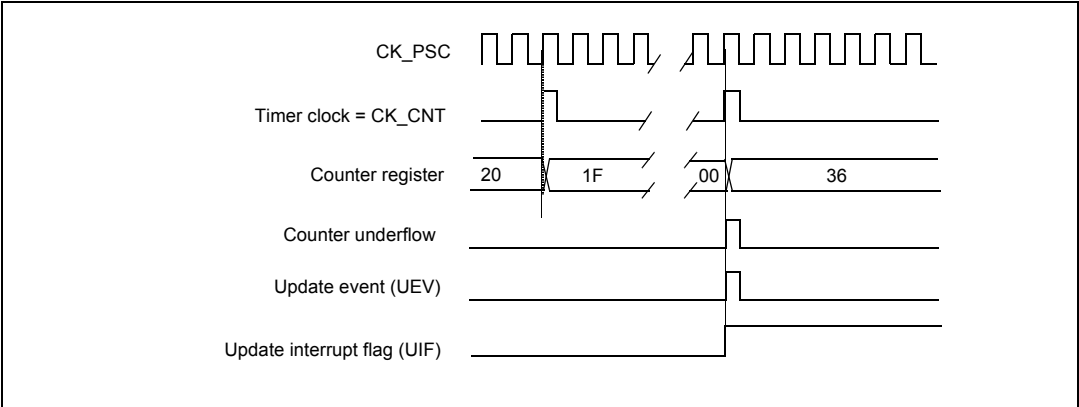 CK_PSC
Timer clock = CK_CNT
Counter register 20 1F 00 36
Counter underflow
Update event (UEV)
Update interrupt flag (UIF)